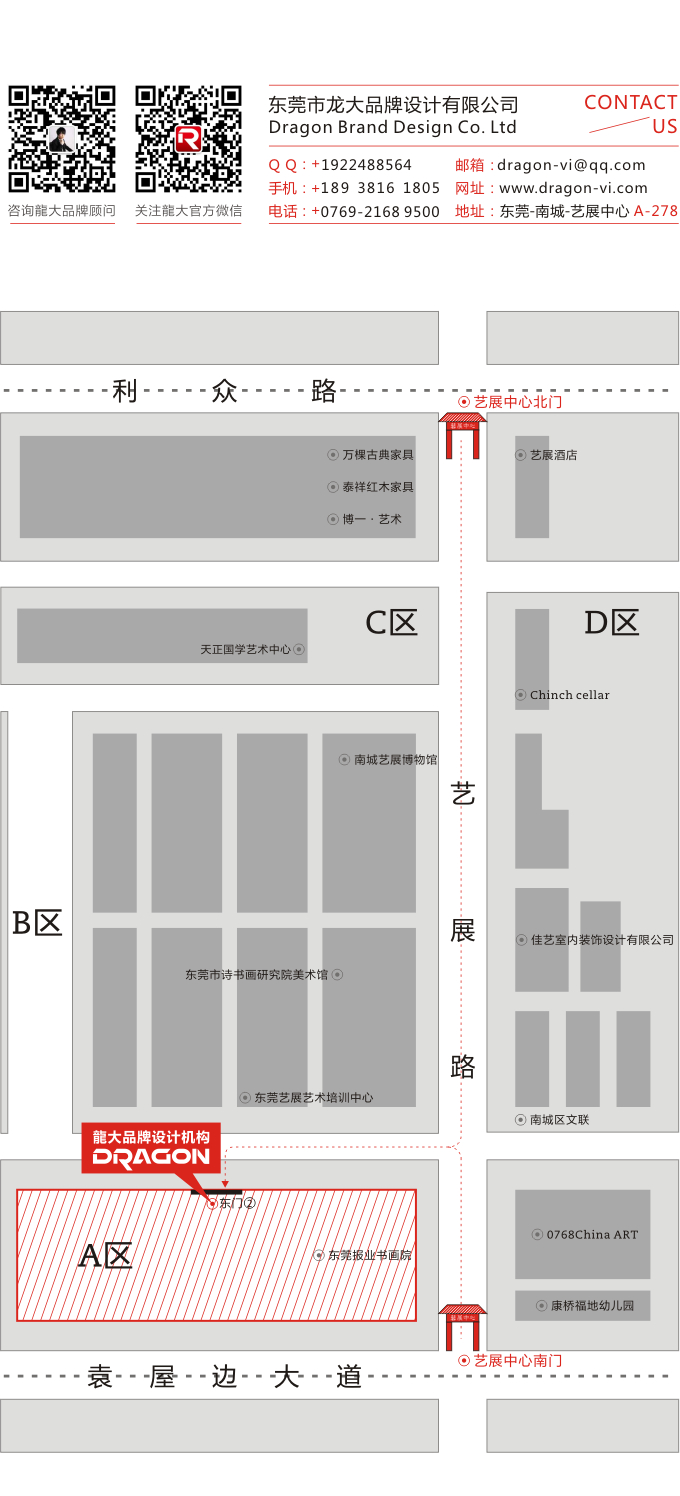 东莞市龙大品牌设计有限公司
Dragon Brand Design Co. Ltd
CONTACT
US
Q Q : +1922488564
邮箱 : dragon-vi@qq.com
手机 : +189 3816 1805
网址 : www.dragon-vi.com
电话 : +0769-2168 9500
地址 : 东莞-南城-艺展中心 A-278
咨询龍大品牌顾问
关注龍大官方微信
利众路
艺展中心北门
藝展中心
万棵古典家具
泰祥红木家具
博一 · 艺术
艺展酒店
C区
天正国学艺术中心
D区
Chinch cellar
南城艺展博物馆
艺展路
B区
佳艺室内装饰设计有限公司
东莞市诗书画研究院美术馆
东莞艺展艺术培训中心
南城区文联
龍大品牌设计机构
DRAGON
东门②
A区
东莞报业书画院
0768China ART
康桥福地幼儿园
藝展中心
艺展中心南门
袁屋边大道